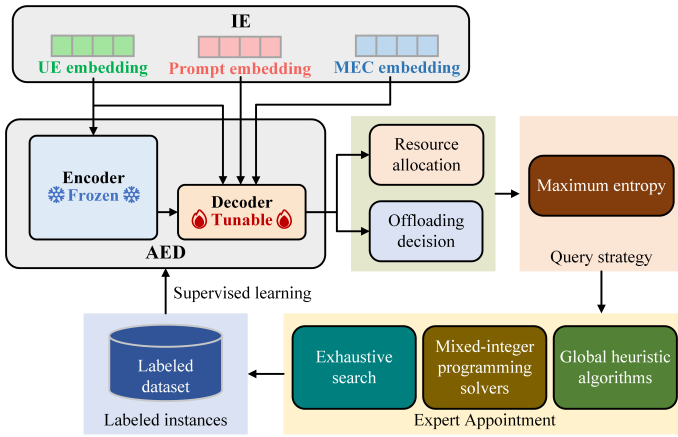 IE
UE embedding
Prompt embedding
MEC embedding
Encoder
Frozen
Decoder
Tunable
AED
Resource
allocation
Offloading
decision
Maximum entropy
Query strategy
Supervised learning
Labeled
dataset
Labeled instances
Exhaustive
search
Mixed-integer
programming
solvers
Global heuristic
algorithms
Expert Appointment